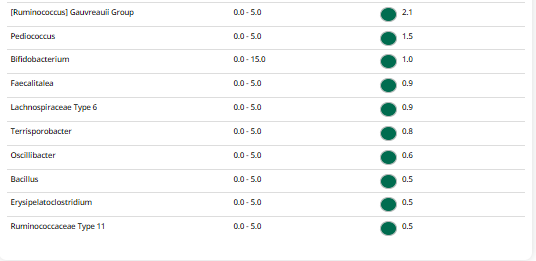 [Ruminococcus] Gauvreauii Group 0.0 - 5.0 2.1
Pediococcus 0.0 - 5.0 1.5
Bifidobacterium 0.0 - 15.0 1.0
Faecalitalea 0.0 - 5.0 0.9
Lachnospiraceae Type 6 0.0 - 5.0 0.9
Terrisporobacter 0.0 - 5.0 0.8
Oscillibacter 0.0 - 5.0 0.6
Bacillus 0.0 - 5.0 0.5
Erysipelatoclostridium 0.0 - 5.0 0.5
Ruminococcaceae Type 11 0.0 - 5.0 0.5